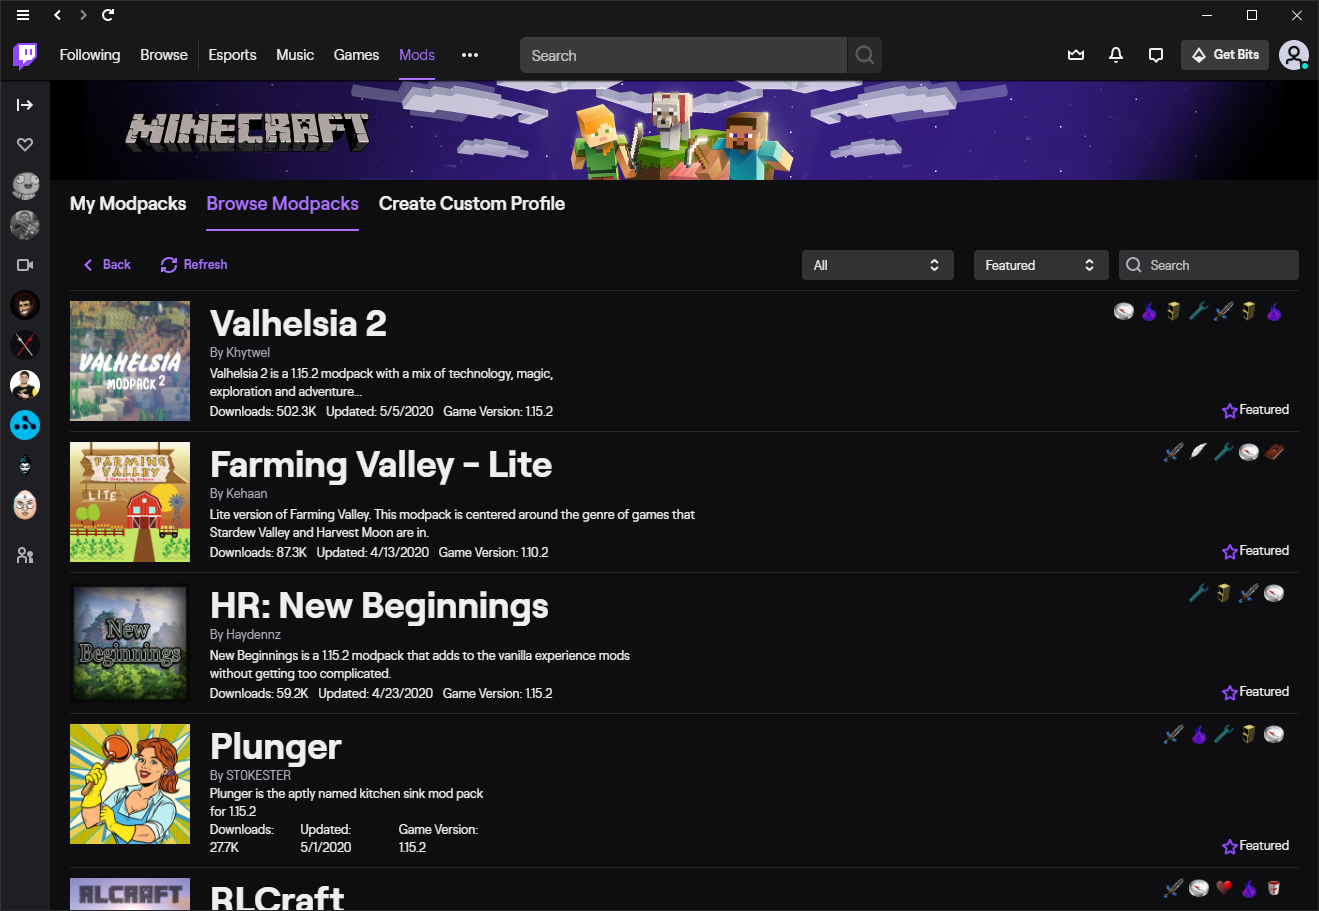 Following Browse Esports Music Games Mods Search Get Bits
MINECRAFT
My Modpacks Browse Modpacks Create Custom Profile
Back Refresh All Featured Search
VALHELSIA
MODPACK 2
Valhelsia 2
By Khytwel
Valhelsia 2 is a 1.15.2 modpack with a mix of technology, magic,
exploration and adventure...
Downloads: 502.3K Updated: 5/5/2020 Game Version: 1.15.2
Featured
FARMING
VALLEY
LITE
Farming Valley - Lite
By Kehaan
Lite version of Farming Valley. This modpack is centered around the genre of games that
Stardew Valley and Harvest Moon are in.
Downloads: 87.3K Updated: 4/13/2020 Game Version: 1.10.2
Featured
New
Beginnings
HR: New Beginnings
By Haydennz
New Beginnings is a 1.15.2 modpack that adds to the vanilla experience mods
without getting too complicated.
Downloads: 59.2K Updated: 4/23/2020 Game Version: 1.15.2
Featured
Plunger
By STOKESTER
Plunger is the aptly named kitchen sink mod pack
for 1.15.2
Downloads: Updated: Game Version:
27.7K 5/1/2020 1.15.2
Featured
RLCRAFT
RLCraft